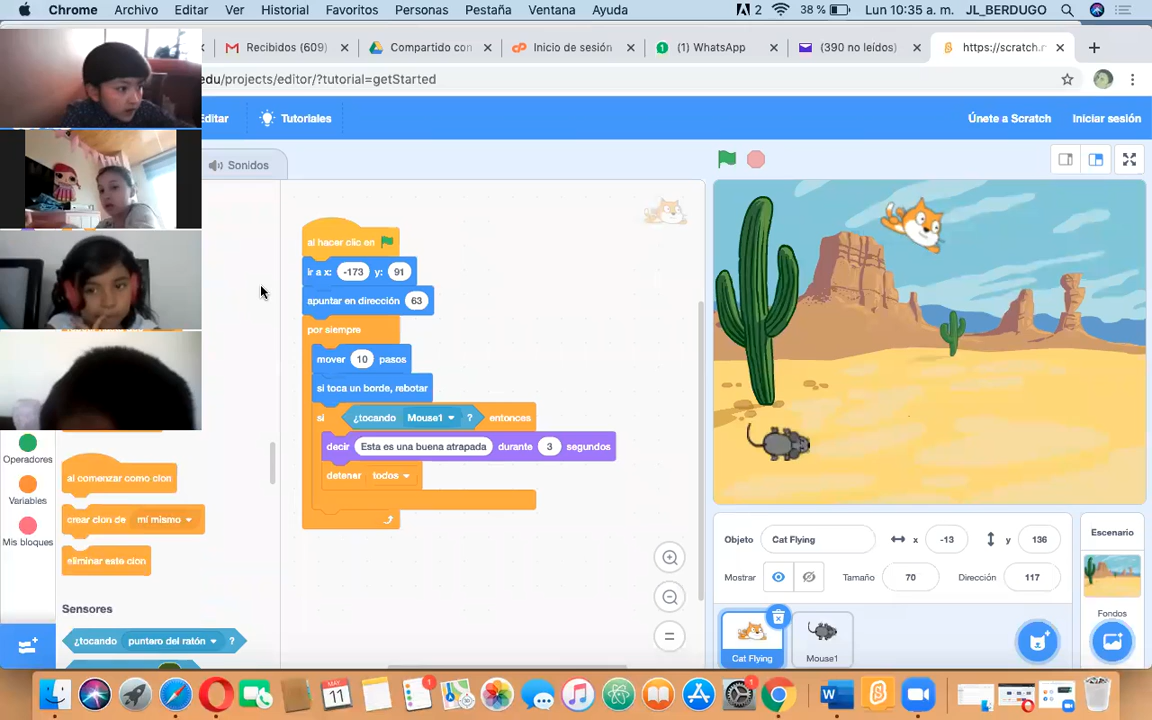 Chrome Archivo Editar Ver Historial Favoritos Personas Pestaña Ventana Ayuda 2 38 % Lun 10:35 a. m. JL_BERDUGO
Recibidos (609) Compartido con Inicio de sesión (1) WhatsApp (390 no leídos) https://scratch.
edu/projects/editor/?tutorial=getStarted
Editar Tutoriales Únete a Scratch Iniciar sesión
Sonidos
al hacer clic en
ir a x: -173 y: 91
apuntar en dirección 63
por siempre
mover 10 pasos
si toca un borde, rebotar
si ¿tocando Mouse1 ? entonces
decir Esta es una buena atrapada durante 3 segundos
detener todos
Operadores
Variables
Mis bloques
al comenzar como clon
crear clon de mí mismo
eliminar este clon
Sensores
¿tocando puntero del ratón ?
Objeto Cat Flying x -13 y 136
Mostrar Tamaño 70 Dirección 117
Cat Flying Mouse1
Escenario
Fondos
MAY
11
1
1